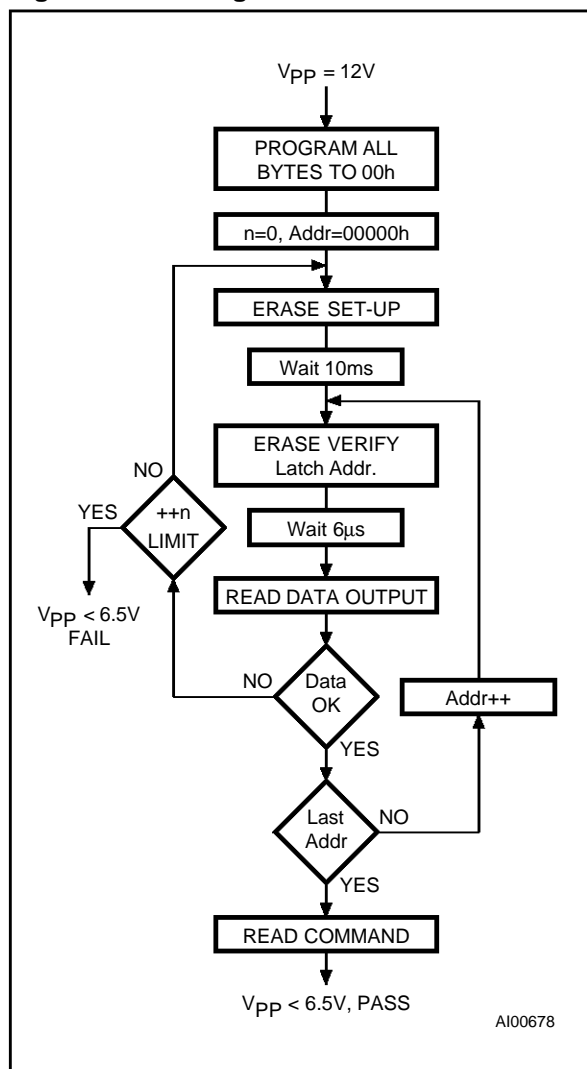 VPP = 12V
PROGRAM ALL
BYTES TO 00h
n=0, Addr=00000h
ERASE SET-UP
Wait 10ms
ERASE VERIFY
Latch Addr.
NO
YES
++n
LIMIT
Wait 6µs
VPP < 6.5V
FAIL
READ DATA OUTPUT
NO
Data
OK
YES
Addr++
Last
Addr
NO
YES
READ COMMAND
VPP < 6.5V, PASS
AI00678